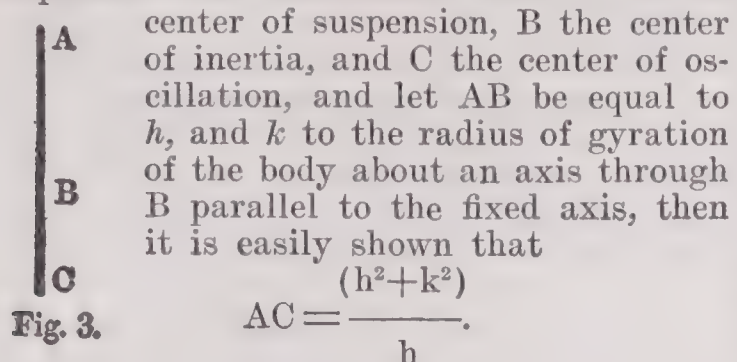 center of suspension, B the center
of inertia, and C the center of os-
cillation, and let AB be equal to
h, and k to the radius of gyration
of the body about an axis through
B parallel to the fixed axis, then
it is easily shown that
(h²+k²)
AC=―――.
h
A
B
C
Fig. 3.